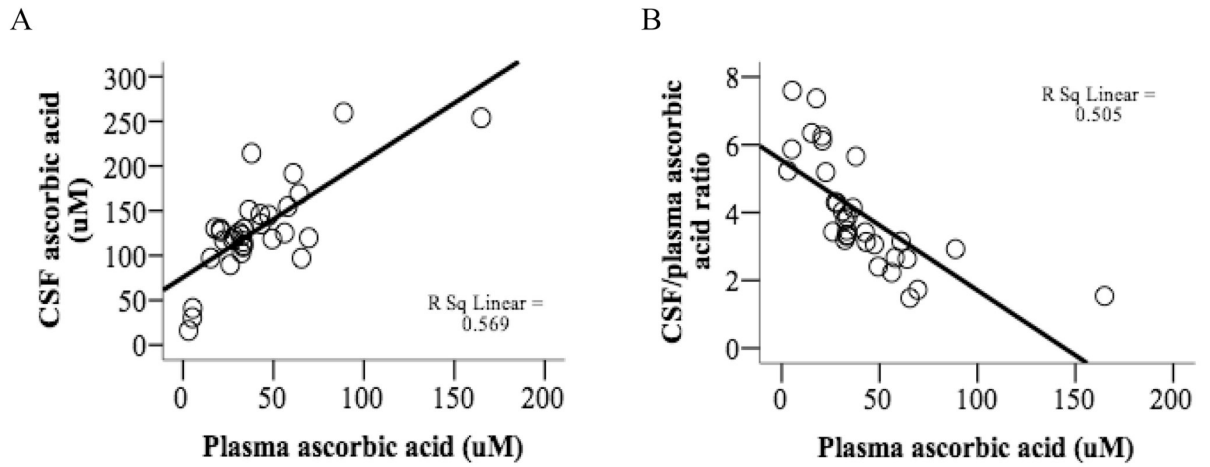 A
CSF ascorbic acid
(uM)
300
250
200
150
100
50
0
R Sq Linear =
0.569
0 50 100 150 200
Plasma ascorbic acid (uM)
B
CSF/plasma ascorbic
acid ratio
8
6
4
2
0
R Sq Linear =
0.505
0 50 100 150 200
Plasma ascorbic acid (uM)